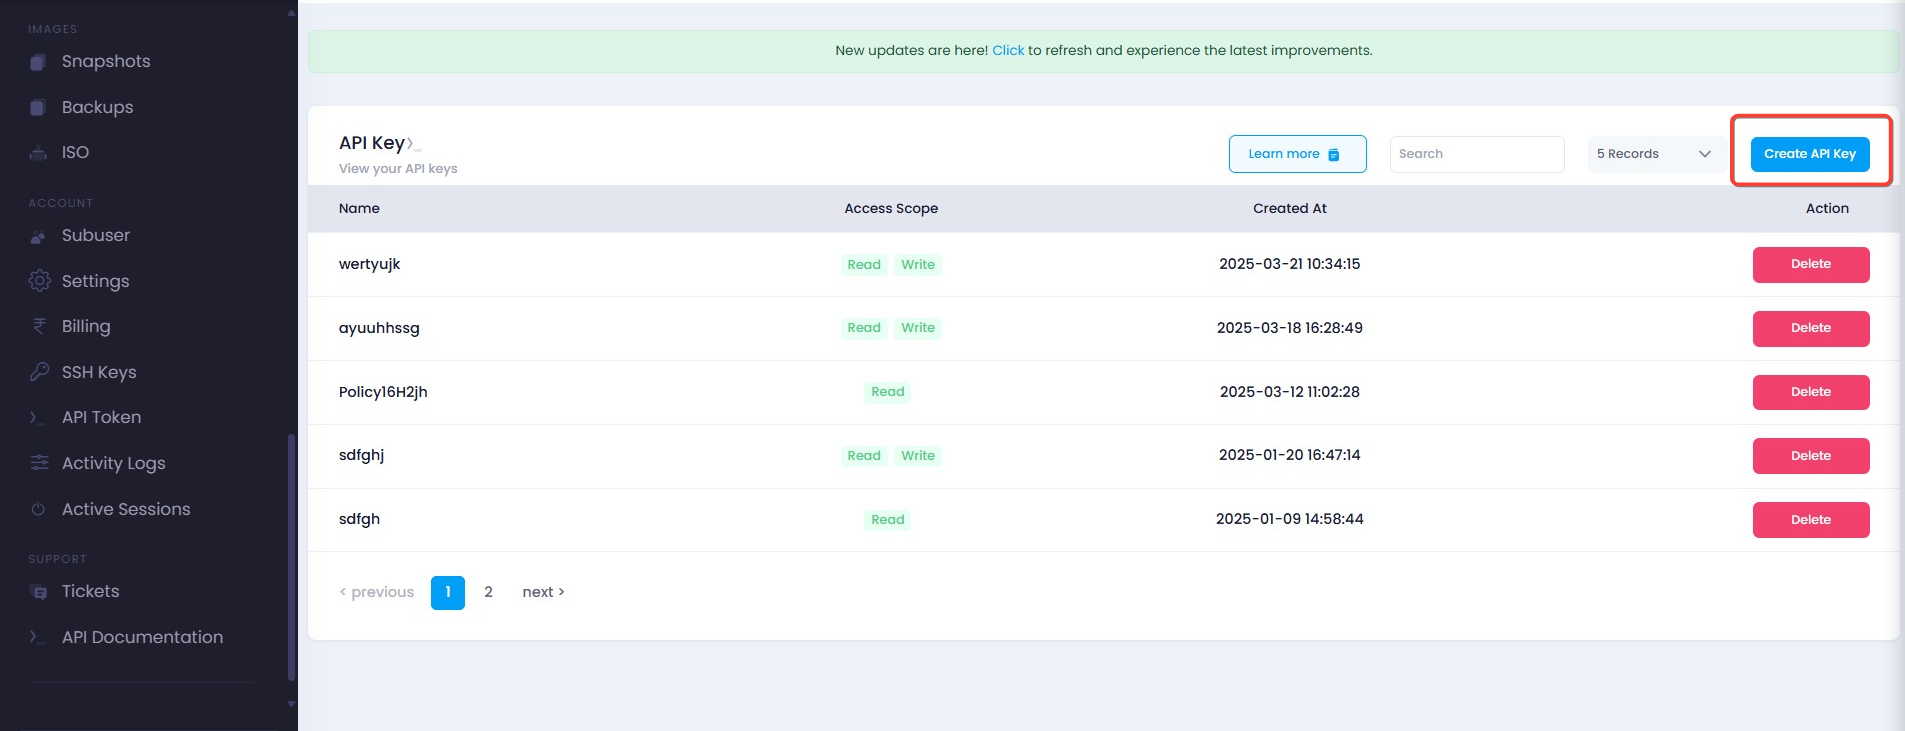 IMAGES
Snapshots
Backups
ISO
ACCOUNT
Subuser
Settings
Billing
SSH Keys
API Token
Activity Logs
Active Sessions
SUPPORT
Tickets
API Documentation
New updates are here! Click to refresh and experience the latest improvements.
API Key
View your API keys
Learn more
Search
5 Records
Create API Key
Name Access Scope Created At Action
wertyujk Read Write 2025-03-21 10:34:15 Delete
ayuuhhssg Read Write 2025-03-18 16:28:49 Delete
Policy16H2jh Read 2025-03-12 11:02:28 Delete
sdfghj Read Write 2025-01-20 16:47:14 Delete
sdfgh Read 2025-01-09 14:58:44 Delete
< previous 1 2 next >